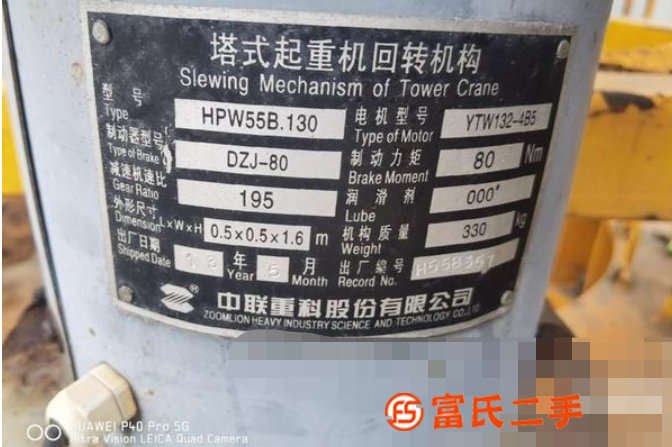 塔式起重机回转机构
Slewing Mechanism of Tower Crane
型号 HPW55B.130 电机型号 YTW132-4B5
Type Type of Motor
制动器型号 DZJ-80 制动力矩 80 Nm
Type of Brake Brake Moment
减速机速比 195 润滑剂 000#
Gear Ratio Lube
外形尺寸 L×W×H 0.5×0.5×1.6 m 机构质量 330 kg
Dimension Weight
出厂日期 13 年 5 月 出厂编号
Shipped Date Year Month Record No.
中联重科股份有限公司
ZOOMLION HEAVY INDUSTRY SCIENCE AND TECHNOLOGY CO.,LTD.
富氏二手
HUAWEI P40 Pro 5G
Ultra Vision LEICA Quad Camera